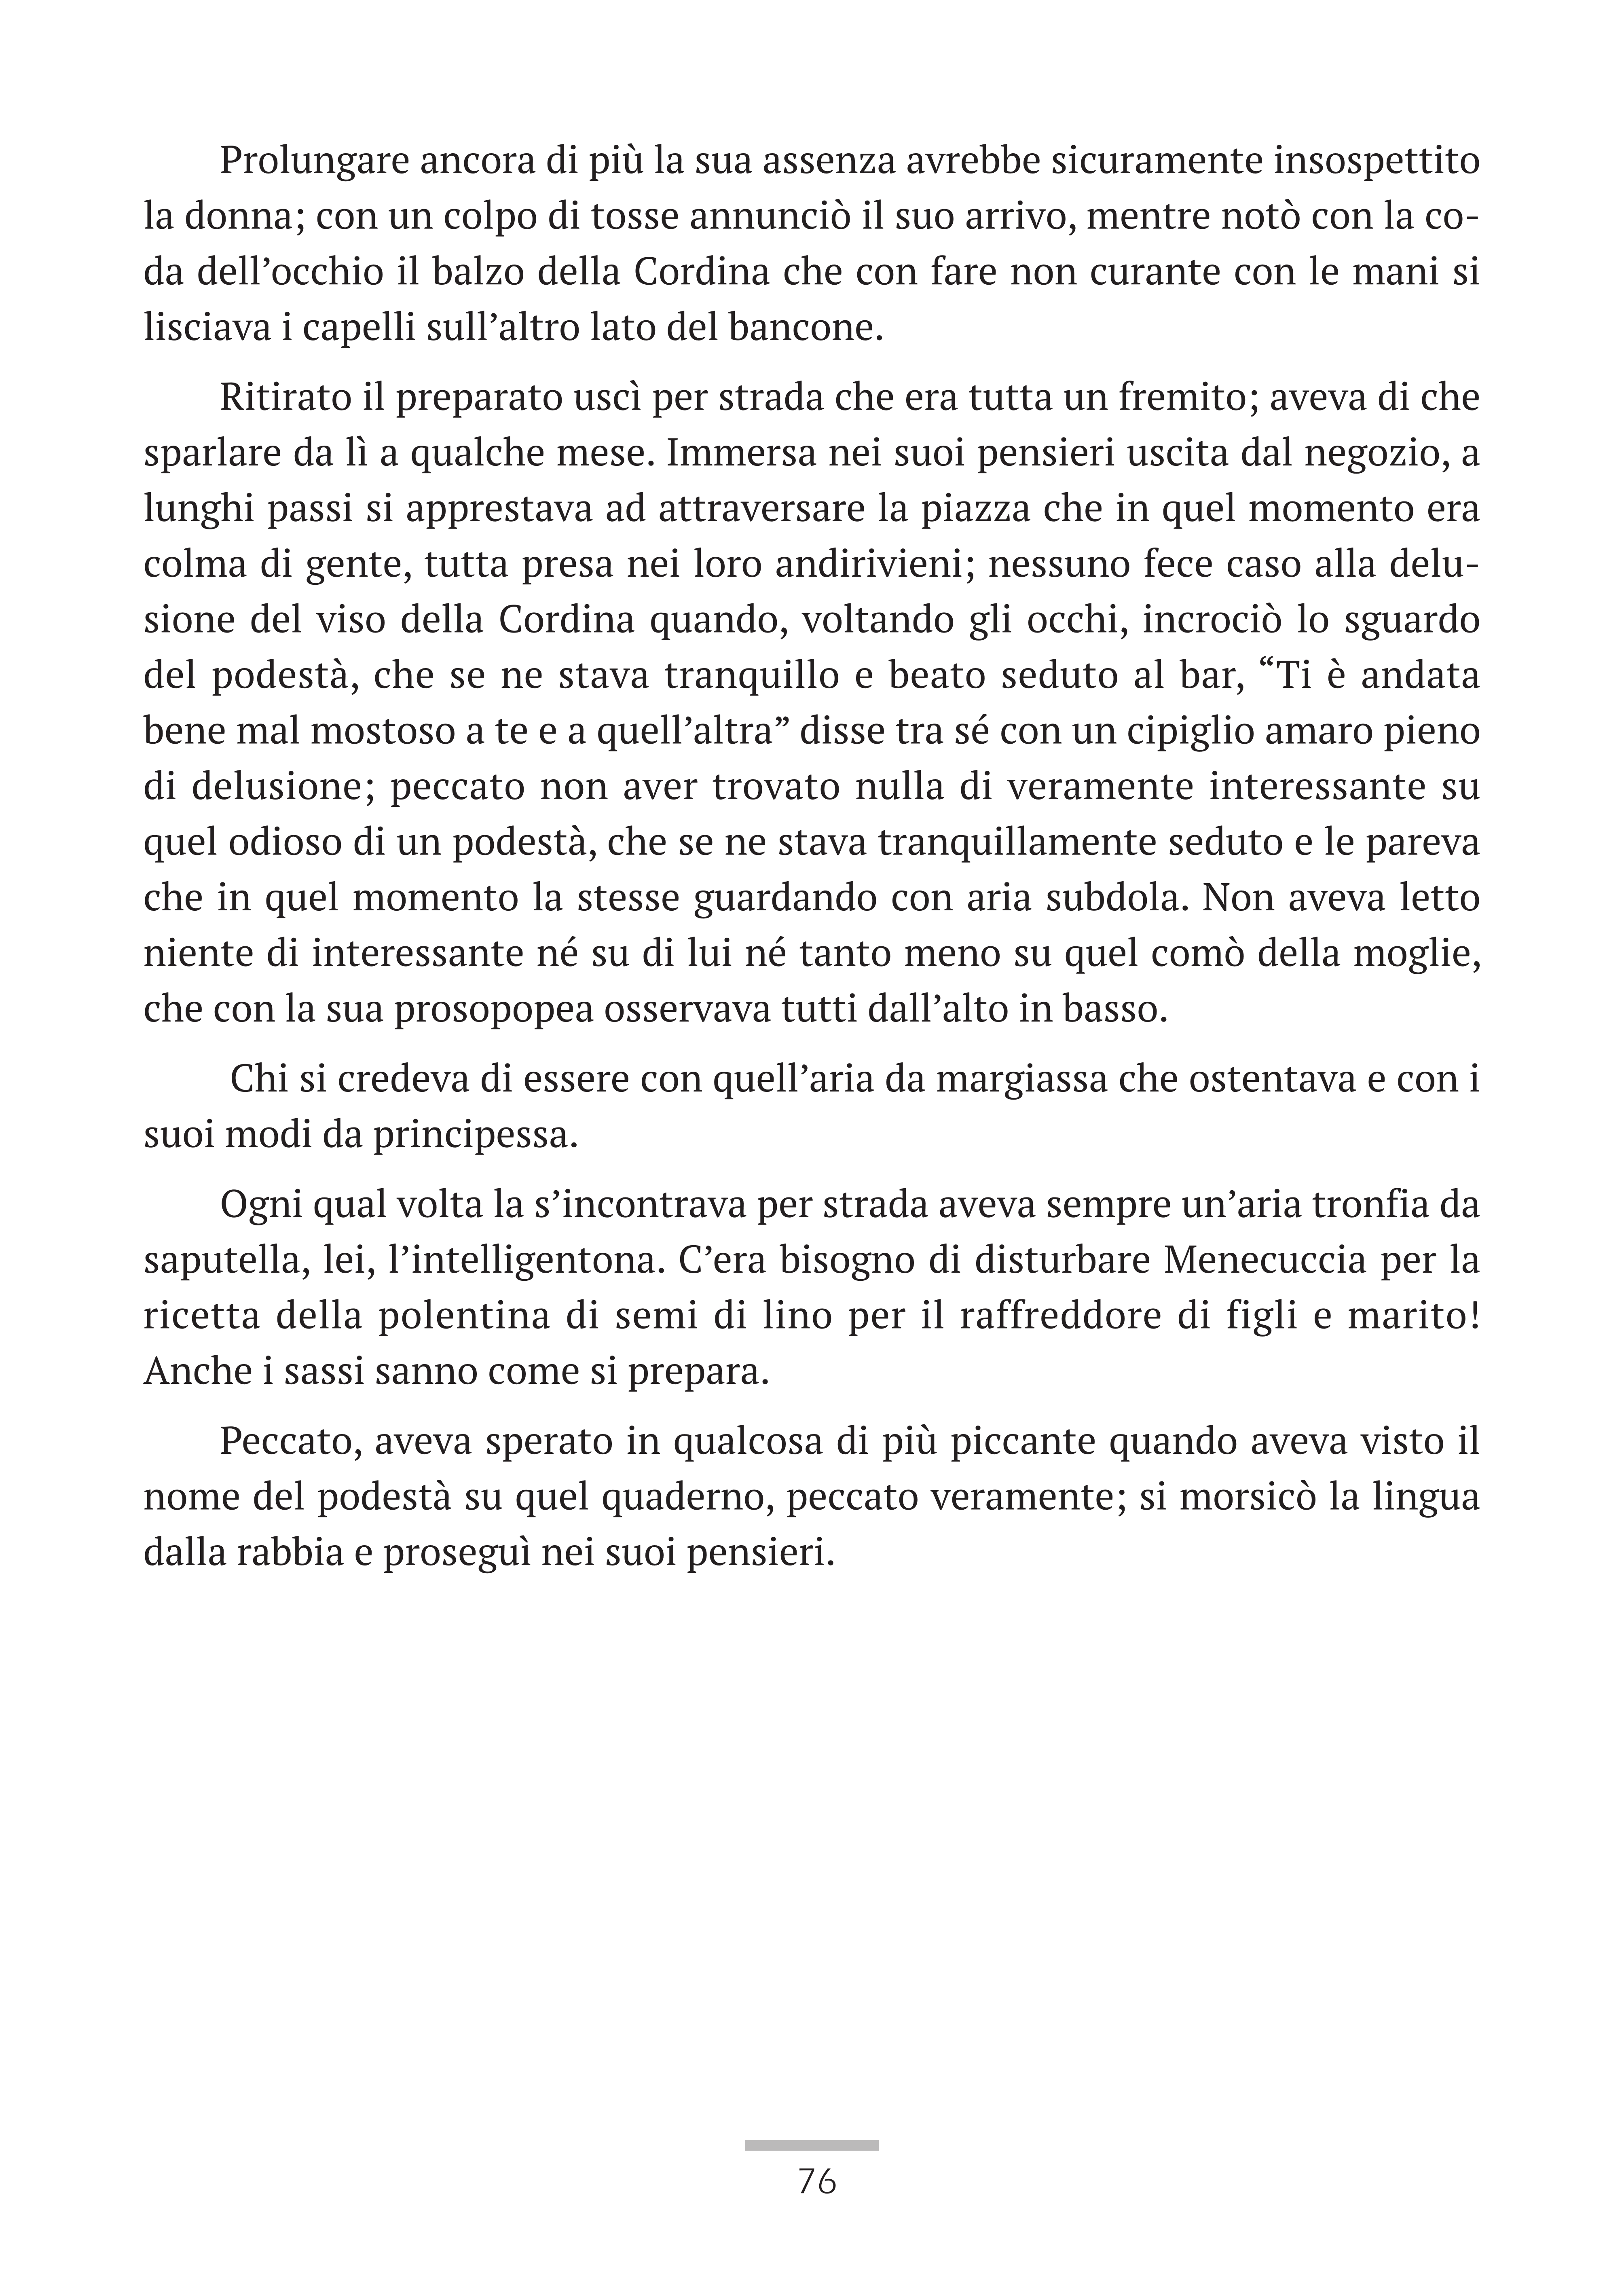 Prolungare ancora di più la sua assenza avrebbe sicuramente insospettito
la donna; con un colpo di tosse annunciò il suo arrivo, mentre notò con la co-
da dell’occhio il balzo della Cordina che con fare non curante con le mani si
lisciava i capelli sull’altro lato del bancone.
Ritirato il preparato uscì per strada che era tutta un fremito; aveva di che
sparlare da lì a qualche mese. Immersa nei suoi pensieri uscita dal negozio, a
lunghi passi si apprestava ad attraversare la piazza che in quel momento era
colma di gente, tutta presa nei loro andirivieni; nessuno fece caso alla delu-
sione del viso della Cordina quando, voltando gli occhi, incrociò lo sguardo
del podestà, che se ne stava tranquillo e beato seduto al bar, “Ti è andata
bene mal mostoso a te e a quell’altra” disse tra sé con un cipiglio amaro pieno
di delusione; peccato non aver trovato nulla di veramente interessante su
quel odioso di un podestà, che se ne stava tranquillamente seduto e le pareva
che in quel momento la stesse guardando con aria subdola. Non aveva letto
niente di interessante né su di lui né tanto meno su quel comò della moglie,
che con la sua prosopopea osservava tutti dall’alto in basso.
Chi si credeva di essere con quell’aria da margiassa che ostentava e con i
suoi modi da principessa.
Ogni qual volta la s’incontrava per strada aveva sempre un’aria tronfia da
saputella, lei, l’intelligentona. C’era bisogno di disturbare Menecuccia per la
ricetta della polentina di semi di lino per il raffreddore di figli e marito!
Anche i sassi sanno come si prepara.
Peccato, aveva sperato in qualcosa di più piccante quando aveva visto il
nome del podestà su quel quaderno, peccato veramente; si morsicò la lingua
dalla rabbia e proseguì nei suoi pensieri.
76